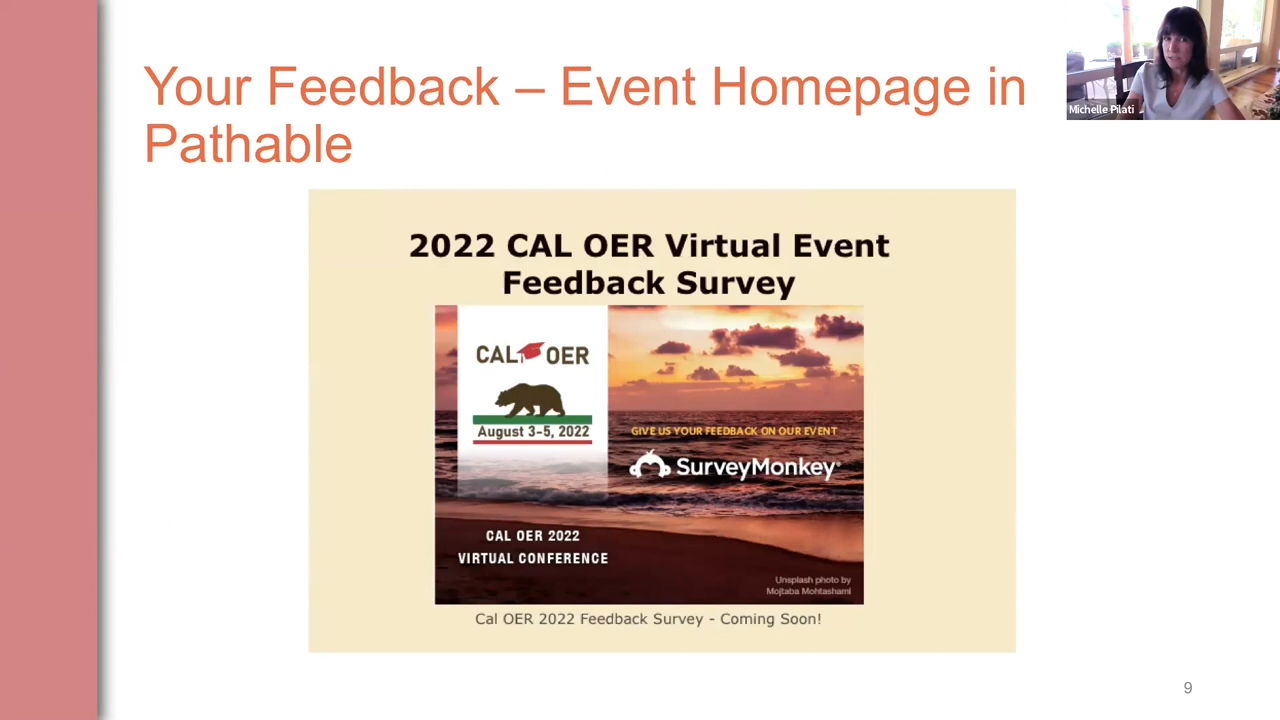 Your Feedback – Event Homepage in
Pathable
Michelle Pilati
2022 CAL OER Virtual Event
Feedback Survey
CAL OER
August 3-5, 2022
GIVE US YOUR FEEDBACK ON OUR EVENT
SurveyMonkey®
CAL OER 2022
VIRTUAL CONFERENCE
Unsplash photo by
Mojtaba Mohtashami
Cal OER 2022 Feedback Survey - Coming Soon!
9